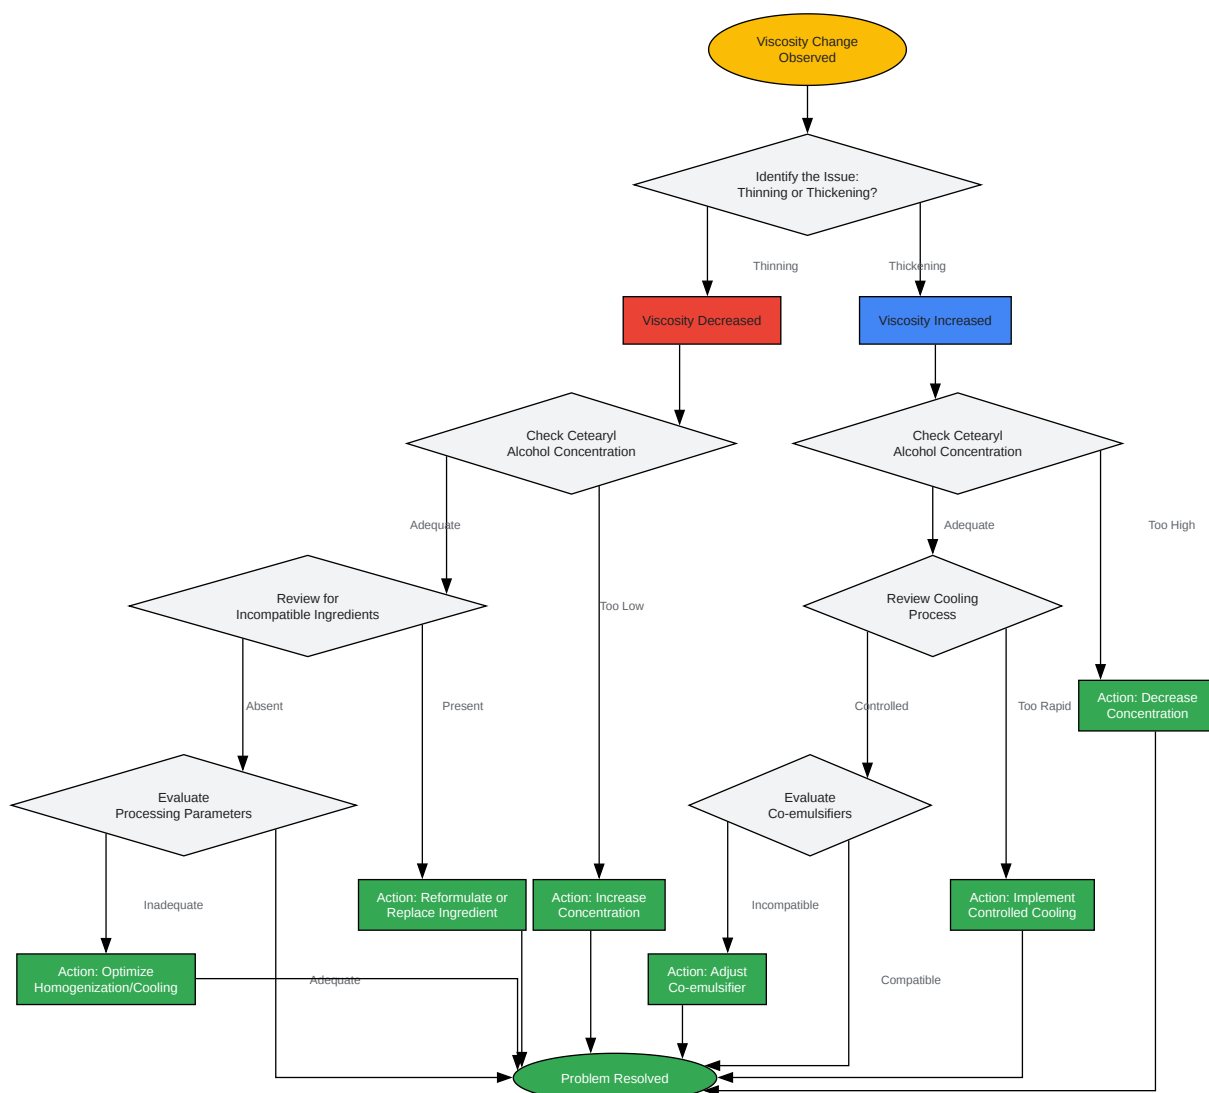 Viscosity Change
Observed
Identify the Issue:
Thinning or Thickening?
Thinning
Thickening
Viscosity Decreased
Viscosity Increased
Check Cetearyl
Alcohol Concentration
Check Cetearyl
Alcohol Concentration
Adequate
Adequate
Too High
Review for
Incompatible Ingredients
Too Low
Review Cooling
Process
Absent
Present
Controlled
Too Rapid
Action: Decrease
Concentration
Evaluate
Processing Parameters
Evaluate
Co-emulsifiers
Inadequate
Action: Reformulate or
Replace Ingredient
Action: Increase
Concentration
Incompatible
Action: Implement
Controlled Cooling
Action: Optimize
Homogenization/Cooling
Adequate
Action: Adjust
Co-emulsifier
Compatible
Problem Resolved